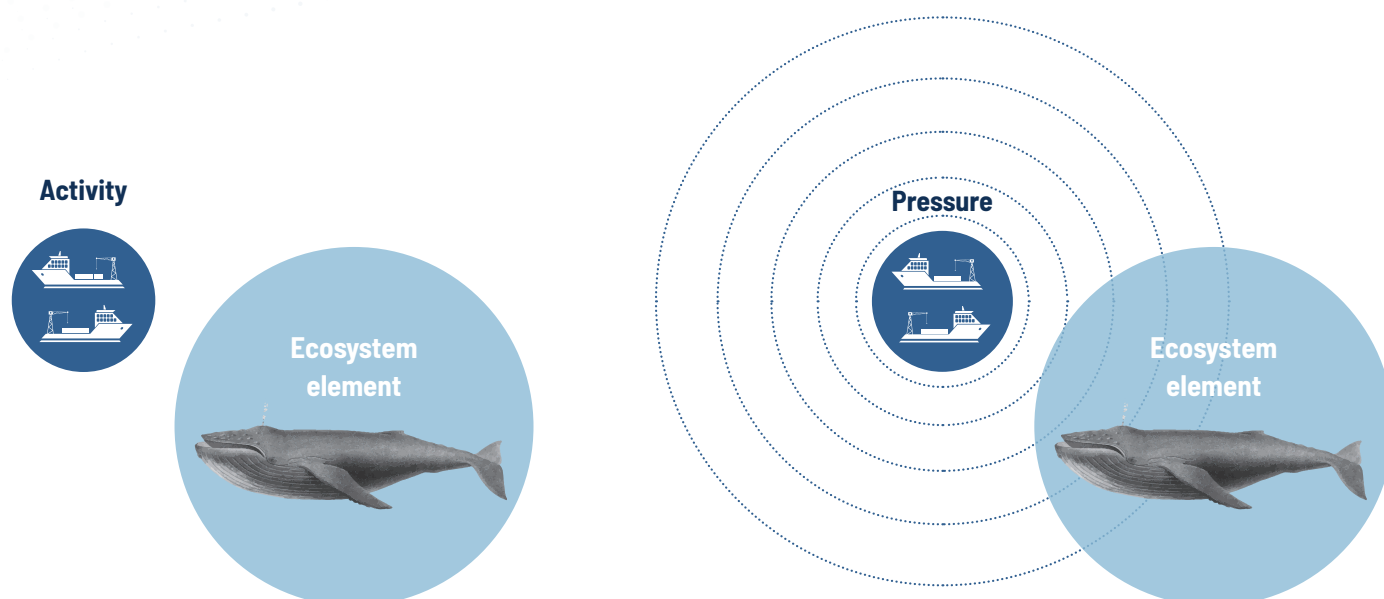 Activity
Ecosystem
element
Pressure
Ecosystem
element